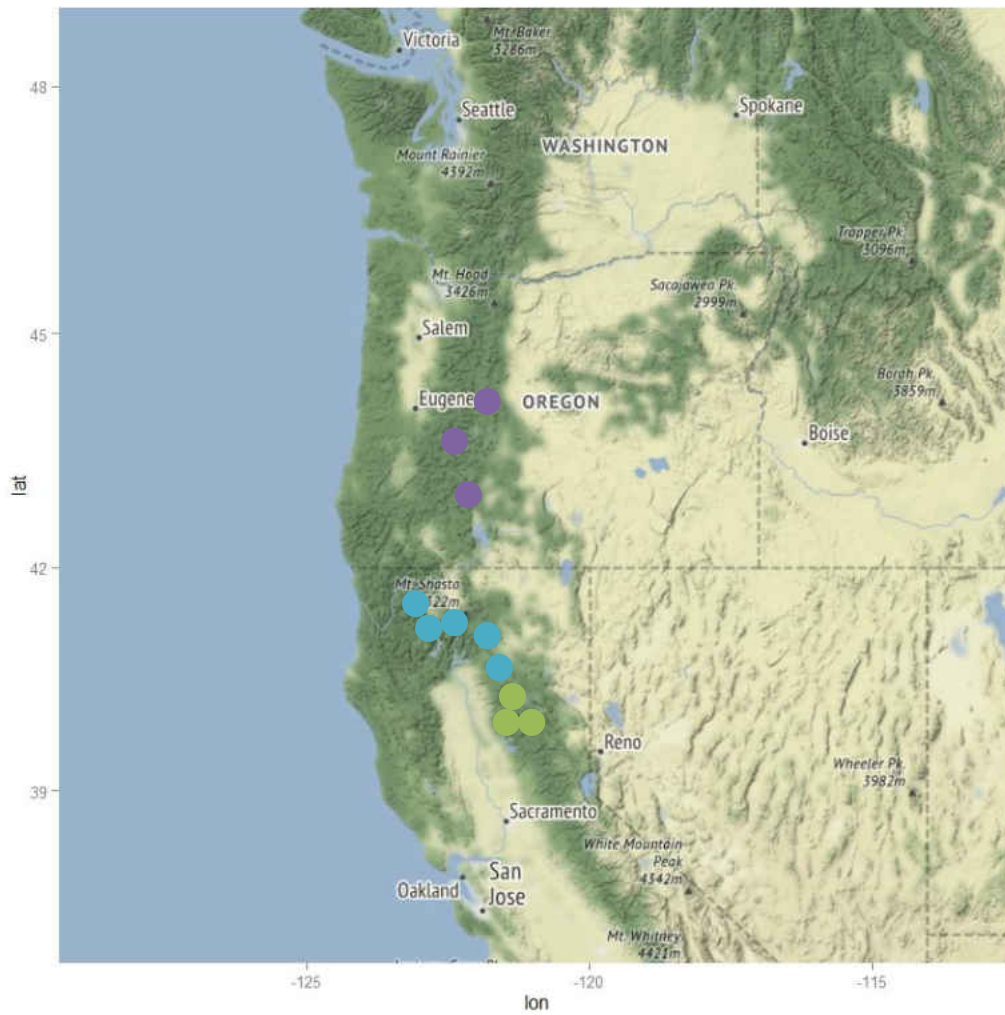 Victoria
Mt. Baker
3286m
48
Seattle
Spokane
WASHINGTON
Mount Rainier
4392m
Trapper Pk.
3096m
Mt. Hood
3426m
Sacajawea Pk.
2999m
45
Salem
Borah Pk.
3859m
Eugene
OREGON
Boise
lat
42
Mt. Shasta
322m
Reno
Wheeler Pk.
3982m
39
Sacramento
White Mountain
Peak
4342m
San
Jose
Oakland
Mt. Whitney
4421m
-125
-120
-115
lon